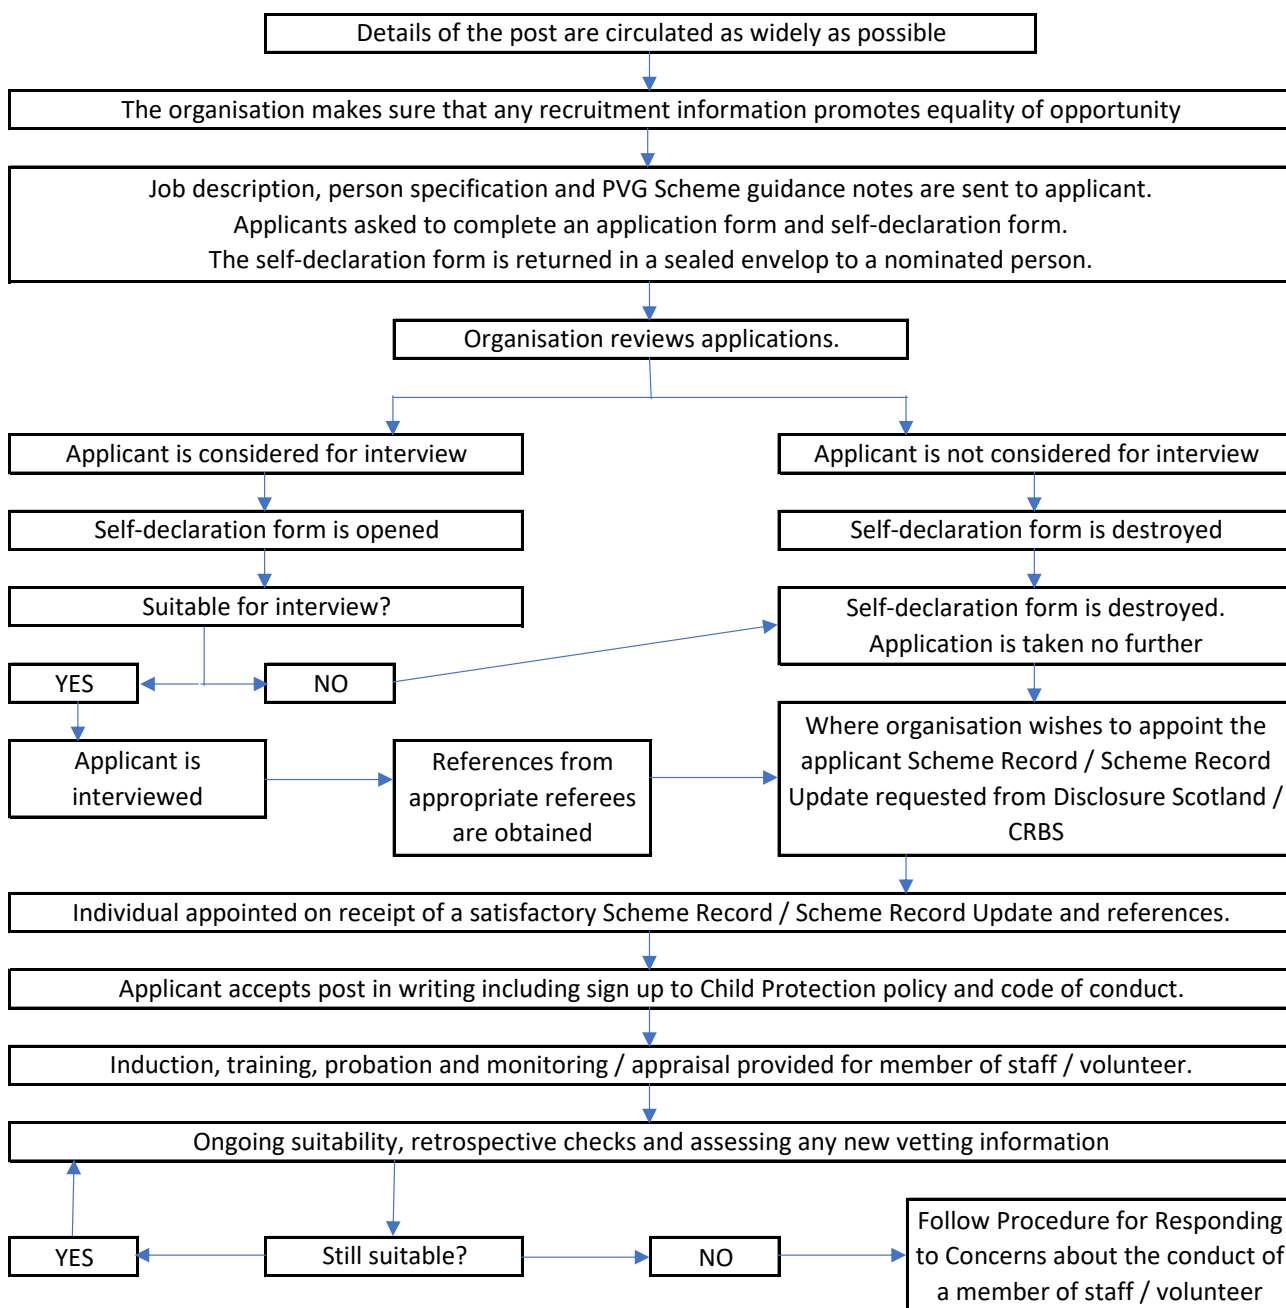 Details of the post are circulated as widely as possible
The organisation makes sure that any recruitment information promotes equality of opportunity
Job description, person specification and PVG Scheme guidance notes are sent to applicant.
Applicants asked to complete an application form and self-declaration form.
The self-declaration form is returned in a sealed envelop to a nominated person.
Organisation reviews applications.
Applicant is considered for interview
Applicant is not considered for interview
Self-declaration form is opened
Self-declaration form is destroyed
Suitable for interview?
Self-declaration form is destroyed.
Application is taken no further
YES
NO
Applicant is
interviewed
References from
appropriate referees
are obtained
Where organisation wishes to appoint the
applicant Scheme Record / Scheme Record
Update requested from Disclosure Scotland /
CRBS
Individual appointed on receipt of a satisfactory Scheme Record / Scheme Record Update and references.
Applicant accepts post in writing including sign up to Child Protection policy and code of conduct.
Induction, training, probation and monitoring / appraisal provided for member of staff / volunteer.
Ongoing suitability, retrospective checks and assessing any new vetting information
YES
Still suitable?
NO
Follow Procedure for Responding
to Concerns about the conduct of
a member of staff / volunteer